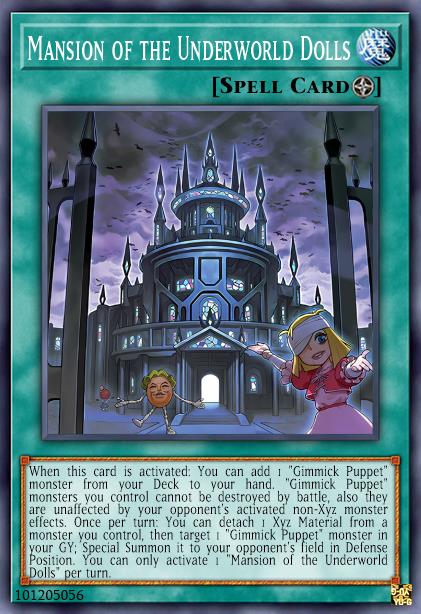 MANSION OF THE UNDERWORLD DOLLS 魔
[SPELL CARD]
When this card is activated: You can add 1 "Gimmick Puppet"
monster from your Deck to your hand. "Gimmick Puppet"
monsters you control cannot be destroyed by battle, also they
are unaffected by your opponent's activated non-Xyz monster
effects. Once per turn: You can detach 1 Xyz Material from a
monster you control, then target 1 "Gimmick Puppet" monster in
your GY; Special Summon it to your opponent's field in Defense
Position. You can only activate 1 "Mansion of the Underworld
Dolls" per turn.
101205056